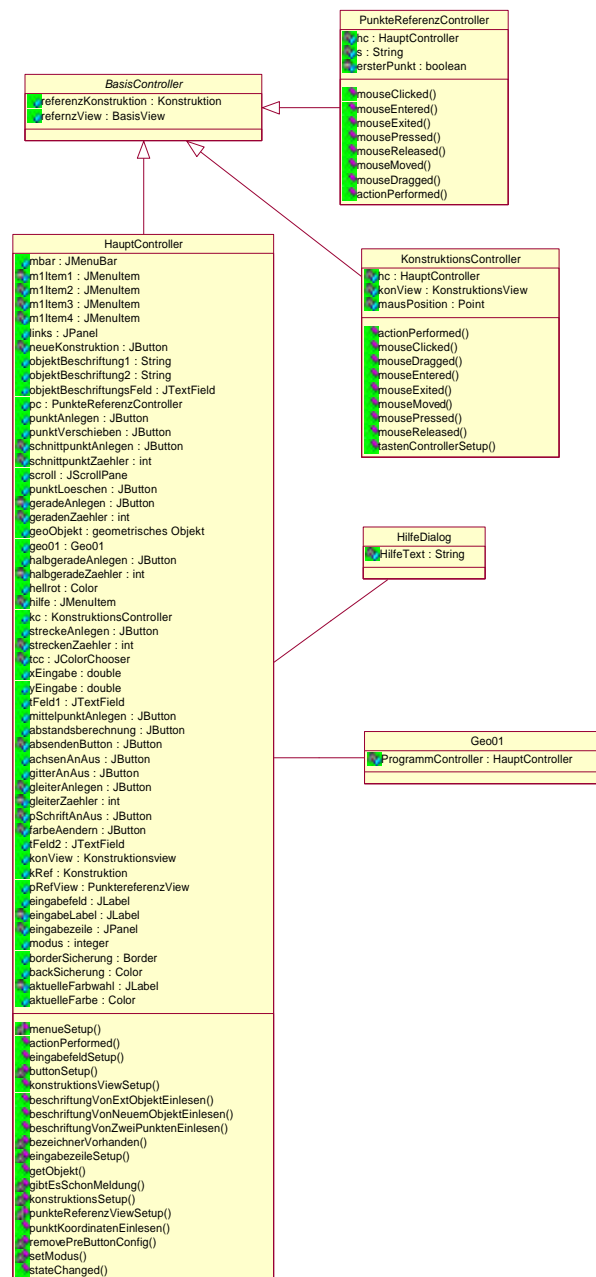 PunkteReferenzController
hc : HauptController
s : String
ersterPunkt : boolean
mouseClicked()
mouseEntered()
mouseExited()
mousePressed()
mouseReleased()
mouseMoved()
mouseDragged()
actionPerformed()
BasisController
referenzKonstruktion : Konstruktion
refernzView : BasisView
HauptController
mbar : JMenuBar
m1Item1 : JMenuItem
m1Item2 : JMenuItem
m1Item3 : JMenuItem
m1Item4 : JMenuItem
links : JPanel
neueKonstruktion : JButton
objektBeschriftung1 : String
objektBeschriftung2 : String
objektBeschriftungsFeld : JTextField
pc : PunkteReferenzController
punktAnlegen : JButton
punktVerschieben : JButton
schnittpunktAnlegen : JButton
schnittpunktZaehler : int
scroll : JScrollPane
punktLoeschen : JButton
geradeAnlegen : JButton
geradenZaehler : int
geoObjekt : geometrisches Objekt
geo01 : Geo01
halbgeradeAnlegen : JButton
halbgeradeZaehler : int
hellrot : Color
hilfe : JMenuItem
kc : KonstruktionsController
streckeAnlegen : JButton
streckenZaehler : int
tcc : JColorChooser
xEingabe : double
yEingabe : double
tFeld1 : JTextField
mittelpunktAnlegen : JButton
abstandsberechnung : JButton
absendenButton : JButton
achsenAnAus : JButton
gitterAnAus : JButton
gleiterAnlegen : JButton
gleiterZaehler : int
pSchriftAnAus : JButton
farbeAendern : JButton
tFeld2 : JTextField
konView : Konstruktionsview
kRef : Konstruktion
pRefView : PunktereferenzView
eingabefeld : JLabel
eingabeLabel : JLabel
eingabezeile : JPanel
modus : integer
borderSicherung : Border
backSicherung : Color
aktuelleFarbwahl : JLabel
aktuelleFarbe : Color
menueSetup()
actionPerformed()
eingabefeldSetup()
buttonSetup()
konstruktionsViewSetup()
beschriftungVonExtObjektEinlesen()
beschriftungVonNeuemObjektEinlesen()
beschriftungVonZweiPunktenEinlesen()
bezeichnerVorhanden()
eingabezeileSetup()
getObjekt()
gibtEsSchonMeldung()
konstruktionsSetup()
punkteReferenzViewSetup()
punktKoordinatenEinlesen()
removePreButtonConfig()
setModus()
stateChanged()
KonstruktionsController
hc : HauptController
konView : KonstruktionsView
mausPosition : Point
actionPerformed()
mouseClicked()
mouseDragged()
mouseEntered()
mouseExited()
mouseMoved()
mousePressed()
mouseReleased()
tastenControllerSetup()
HilfeDialog
HilfeText : String
Geo01
ProgrammController : HauptController